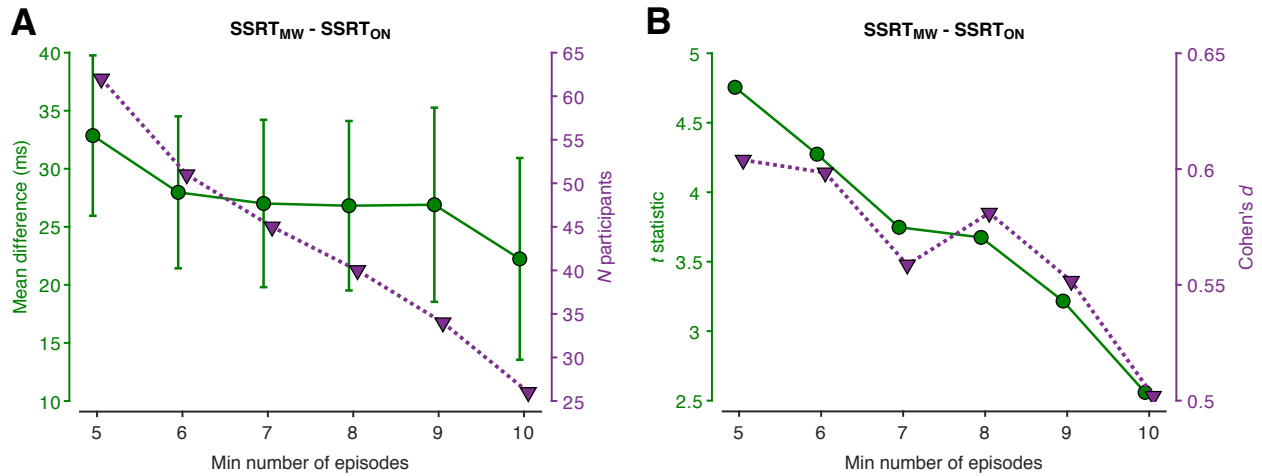 A
SSRTMW - SSRTON
40
35
30
25
20
15
10
Mean difference (ms)
65
60
55
50
45
40
35
30
25
N participants
5 6 7 8 9 10
Min number of episodes
B
SSRTMW - SSRTON
5
4.5
4
3.5
3
2.5
t statistic
0.65
0.6
0.55
0.5
Cohen's d
5 6 7 8 9 10
Min number of episodes